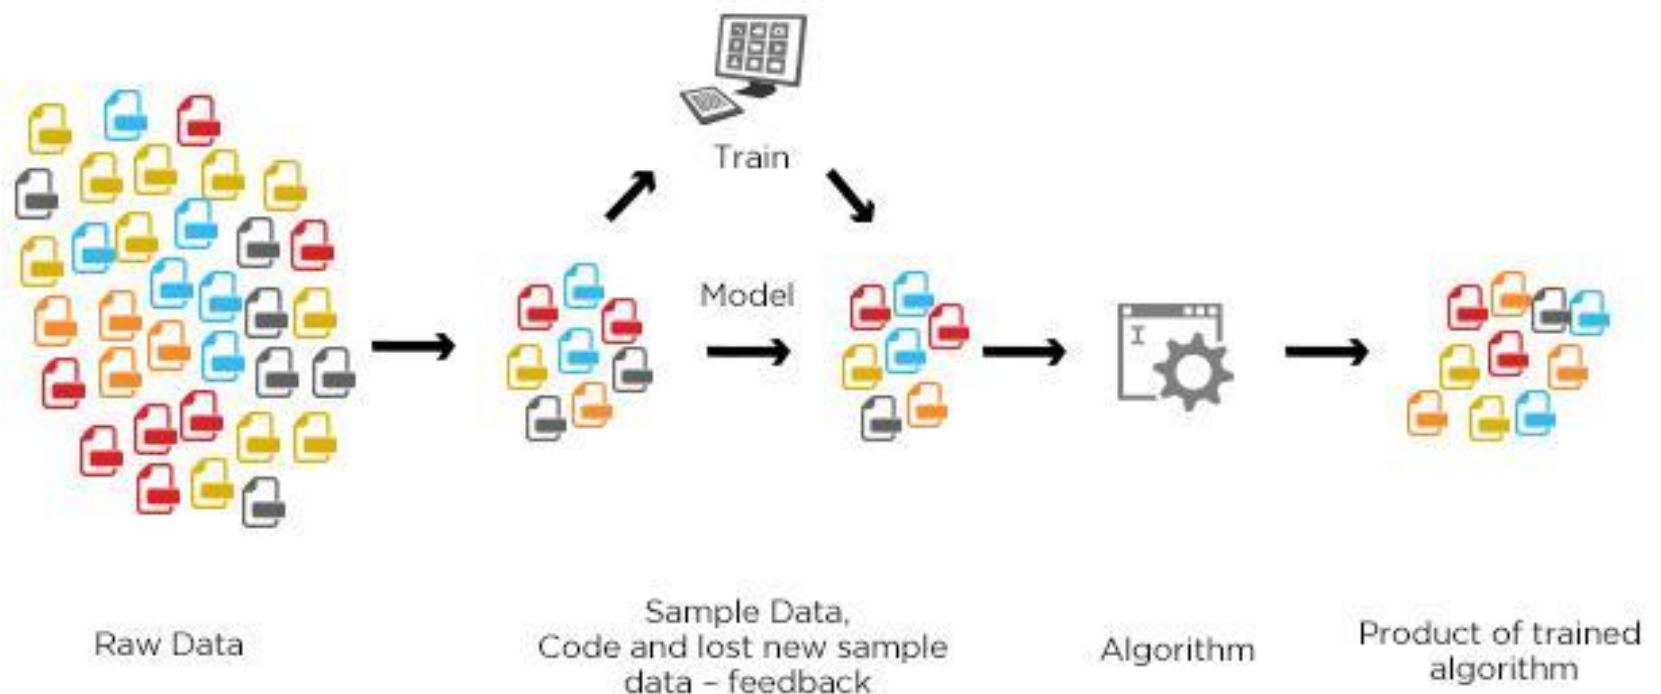 Train
Model
Raw Data
Sample Data,
Code and lost new sample
data – feedback
Algorithm
Product of trained
algorithm